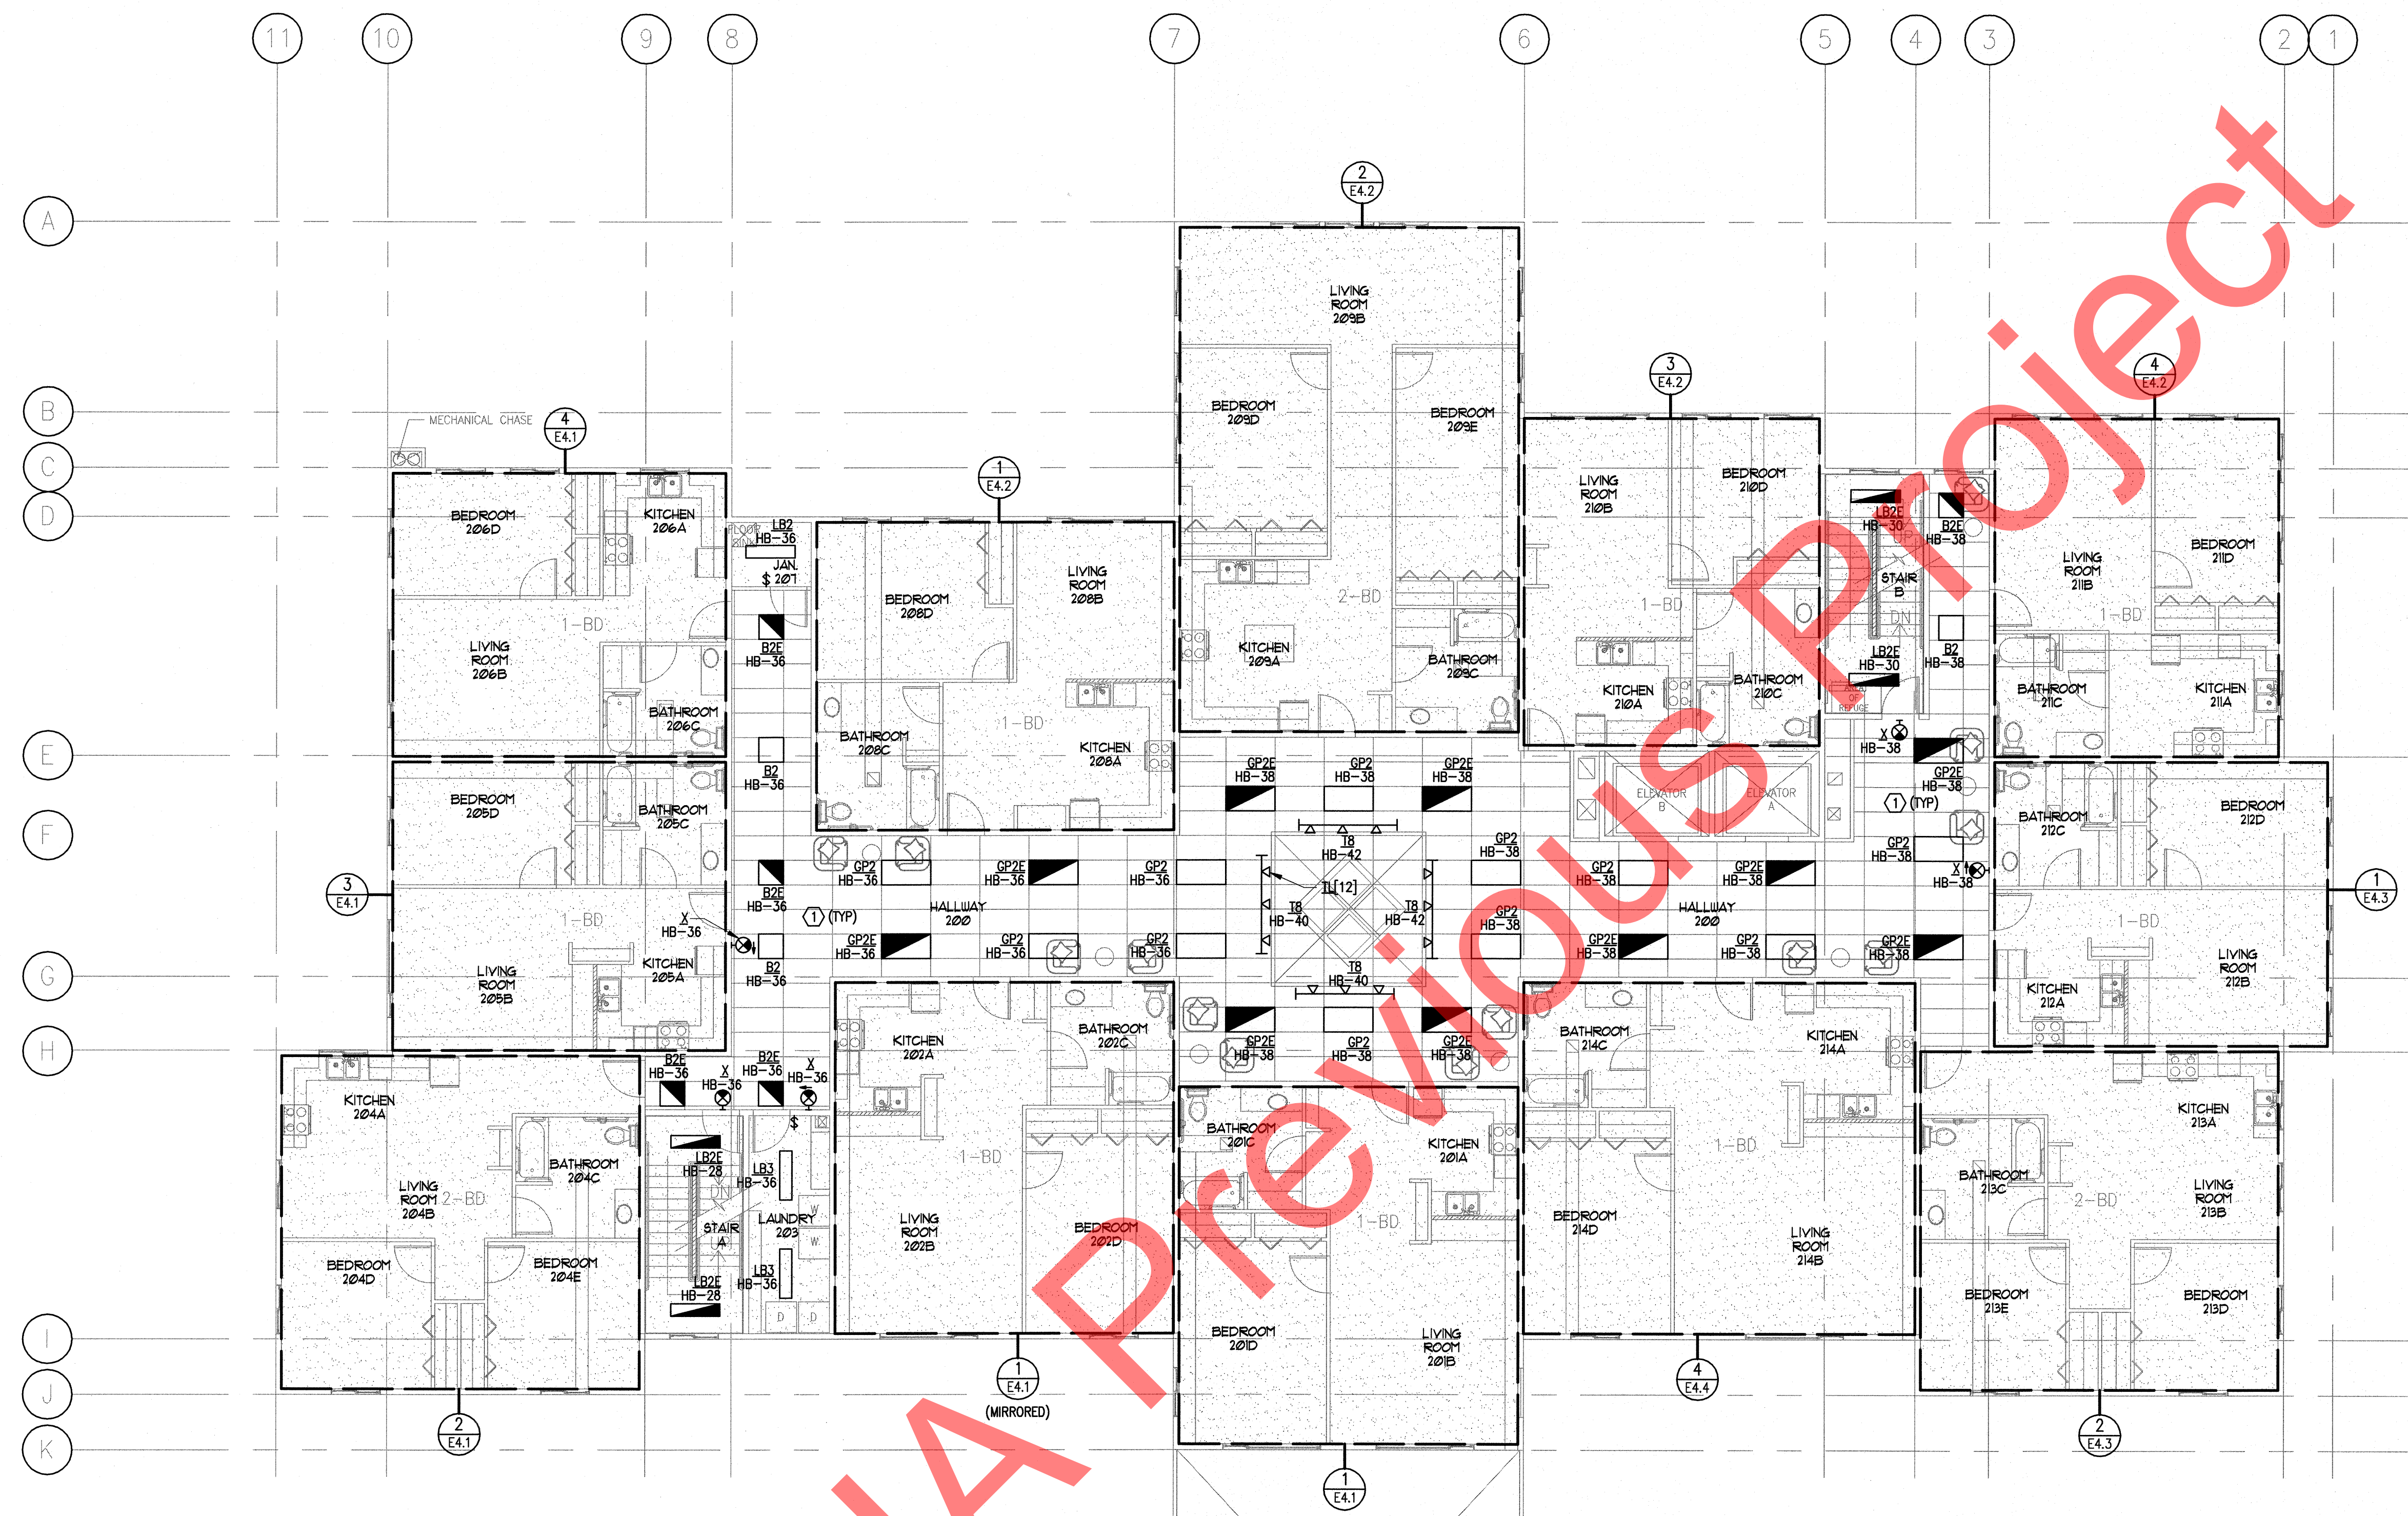 11
10
9
8
7
6
5
4
3
2
1
A
B
C
D
E
F
G
H
I
J
K
2
E4.2
LIVING
ROOM
209B
BEDROOM
209D
BEDROOM
209E
2-BD
KITCHEN
209A
BATHROOM
209C
3
E4.2
LIVING
ROOM
210B
BEDROOM
210D
1-BD
KITCHEN
210A
BATHROOM
210C
4
E4.2
LIVING
ROOM
211B
BEDROOM
211D
1-BD
BATHROOM
211C
KITCHEN
211A
MECHANICAL CHASE
4
E4.1
BEDROOM
206D
KITCHEN
206A
1-BD
LIVING
ROOM
206B
BATHROOM
206C
FLOOR
SINK
LB2
HB-36
JAN.
$ 207
B2E
HB-36
B2
HB-36
1
E4.2
BEDROOM
208D
LIVING
ROOM
208B
1-BD
BATHROOM
208C
KITCHEN
208A
LB2E
HB-30
UP
STAIR
B
DN
LB2E
HB-30
AREA
OF
REFUGE
B2E
HB-38
B2
HB-38
X
HB-38
GP2E
HB-38
1 (TYP)
GP2
HB-38
X
HB-38
ELEVATOR
B
ELEVATOR
A
GP2E
HB-38
GP2
HB-38
GP2E
HB-38
3
E4.1
BEDROOM
205D
BATHROOM
205C
1-BD
LIVING
ROOM
205B
KITCHEN
205A
B2E
HB-36
X
HB-36
B2
HB-36
1 (TYP)
GP2
HB-36
GP2E
HB-36
GP2
HB-36
HALLWAY
200
GP2E
HB-36
GP2
HB-36
GP2
HB-36
T8
HB-42
TL[12]
T8
HB-40
T8
HB-42
T8
HB-40
GP2
HB-38
GP2
HB-38
GP2
HB-38
GP2E
HB-38
HALLWAY
200
GP2E
HB-38
GP2
HB-38
GP2E
HB-38
GP2E
HB-38
GP2
HB-38
GP2E
HB-38
BATHROOM
212C
BEDROOM
212D
1-BD
KITCHEN
212A
LIVING
ROOM
212B
1
E4.3
KITCHEN
204A
BATHROOM
204C
LIVING
ROOM
204B
2-BD
BEDROOM
204D
BEDROOM
204E
2
E4.1
B2E
HB-36
X
HB-36
B2E
HB-36
X
HB-36
$
LB2E
HB-28
DN
STAIR
A
UP
LB2E
HB-28
LB3
HB-36
LAUNDRY
203
LB3
HB-36
W
W
D
D
KITCHEN
202A
BATHROOM
202C
1-BD
LIVING
ROOM
202B
BEDROOM
202D
1
E4.1
(MIRRORED)
BATHROOM
201C
KITCHEN
201A
1-BD
BEDROOM
201D
LIVING
ROOM
201B
1
E4.1
BATHROOM
214C
KITCHEN
214A
1-BD
BEDROOM
214D
LIVING
ROOM
214B
4
E4.4
KITCHEN
213A
BATHROOM
213C
2-BD
LIVING
ROOM
213B
BEDROOM
213E
BEDROOM
213D
2
E4.3
Previous Project